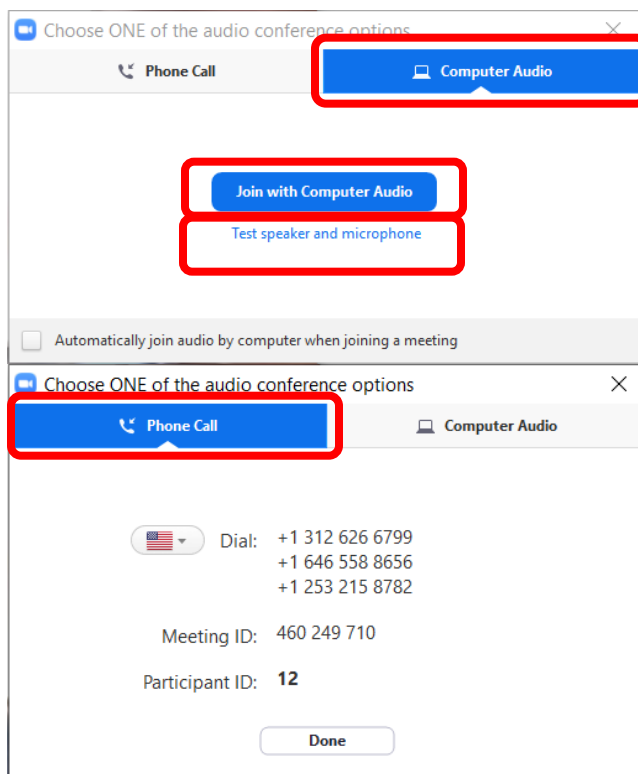 Choose ONE of the audio conference options
Phone Call
Computer Audio
Join with Computer Audio
Test speaker and microphone
Automatically join audio by computer when joining a meeting
Choose ONE of the audio conference options
Phone Call
Computer Audio
Dial: +1 312 626 6799
+1 646 558 8656
+1 253 215 8782
Meeting ID: 460 249 710
Participant ID: 12
Done